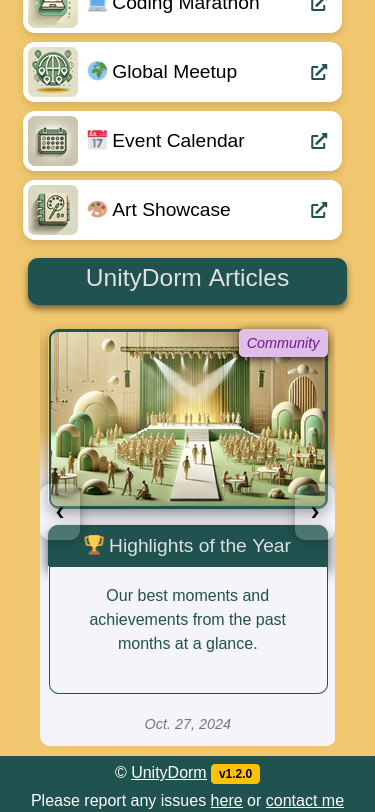 Coding Marathon
Global Meetup
Event Calendar
Art Showcase
UnityDorm Articles
Community
‹
›
🏆 Highlights of the Year
Our best moments and
achievements from the past
months at a glance.
Oct. 27, 2024
© UnityDorm v1.2.0
Please report any issues here or contact me